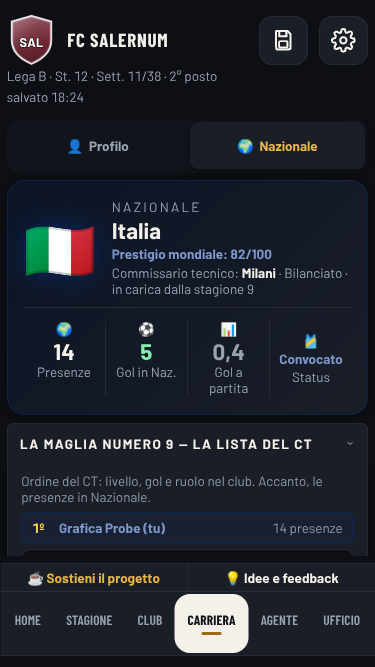 SAL
FC SALERNUM
Lega B · St. 12 · Sett. 11/38 · 2° posto
salvato 18:24
Profilo
Nazionale
NAZIONALE
Italia
Prestigio mondiale: 82/100
Commissario tecnico: Milani · Bilanciato ·
in carica dalla stagione 9
14
Presenze
5
Gol in Naz.
0,4
Gol a
partita
Convocato
Status
LA MAGLIA NUMERO 9 — LA LISTA DEL CT
Ordine del CT: livello, gol e ruolo nel club. Accanto, le
presenze in Nazionale.
1º Grafica Probe (tu) 14 presenze
Sostieni il progetto
Idee e feedback
HOME STAGIONE CLUB CARRIERA AGENTE UFFICIO